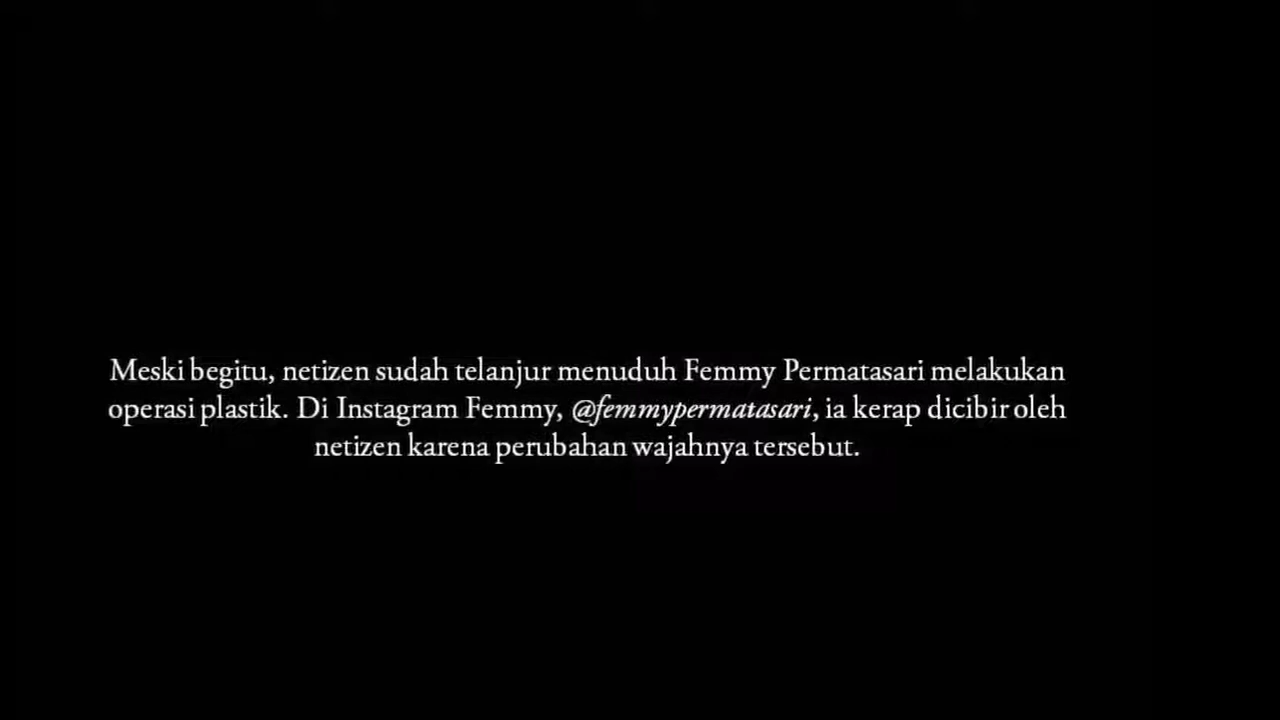 Meski begitu, netizen sudah telanjur menuduh Femmy Permatasari melakukan
operasi plastik. Di Instagram Femmy, @femmypermatasari, ia kerap dicibir oleh
netizen karena perubahan wajahnya tersebut.